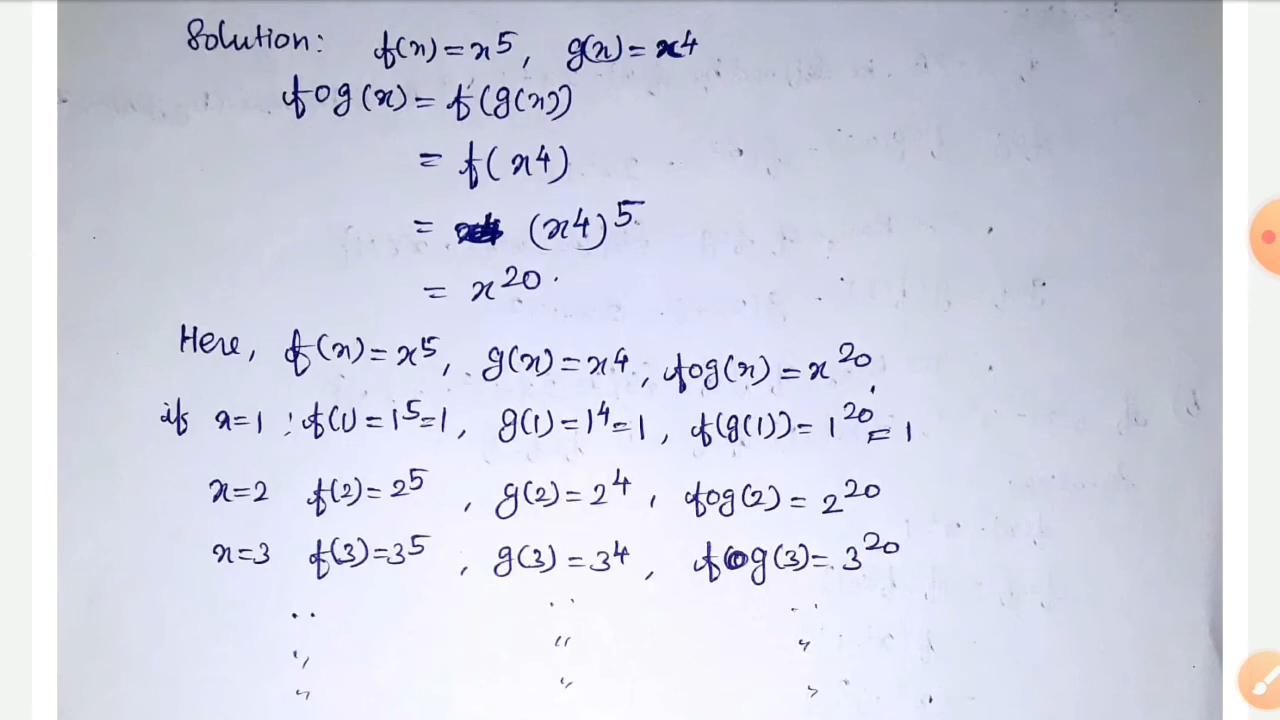 Solution: f(x) = x⁵, g(x) = x⁴
fog(x) = f(g(x))
= f(x⁴)
= (x⁴)⁵
= x²⁰.
Here, f(x) = x⁵, g(x) = x⁴, fog(x) = x²⁰
if x=1 : f(1) = 1⁵ = 1, g(1) = 1⁴ = 1, f(g(1)) = 1²⁰ = 1
x=2 f(2) = 2⁵, g(2) = 2⁴, fog(2) = 2²⁰
x=3 f(3) = 3⁵, g(3) = 3⁴, fog(3) = 3²⁰